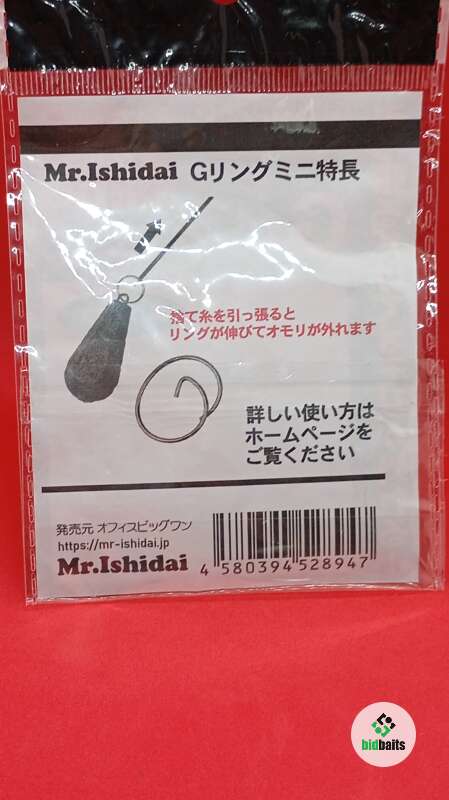 Mr.Ishidai Gリングミニ特長
捨て糸を引っ張ると
リングが伸びてオモリが外れます
詳しい使い方は
ホームページを
ご覧ください
発売元 オフィスビッグワン
https://mr-ishidai.jp
Mr.Ishidai
4 580394 528947
bidbaits